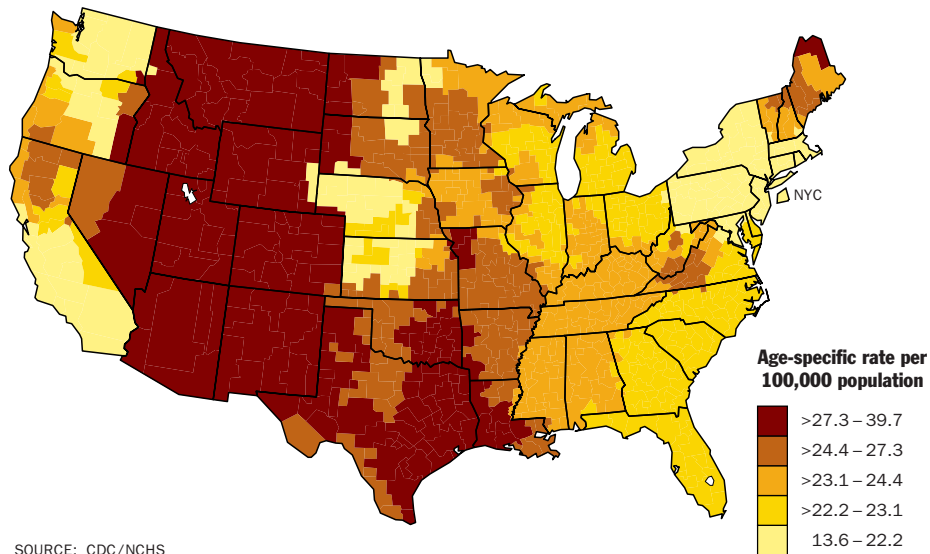 NYC
Age-specific rate per
100,000 population
>27.3 – 39.7
>24.4 – 27.3
>23.1 – 24.4
>22.2 – 23.1
13.6 – 22.2
SOURCE: CDC/NCHS